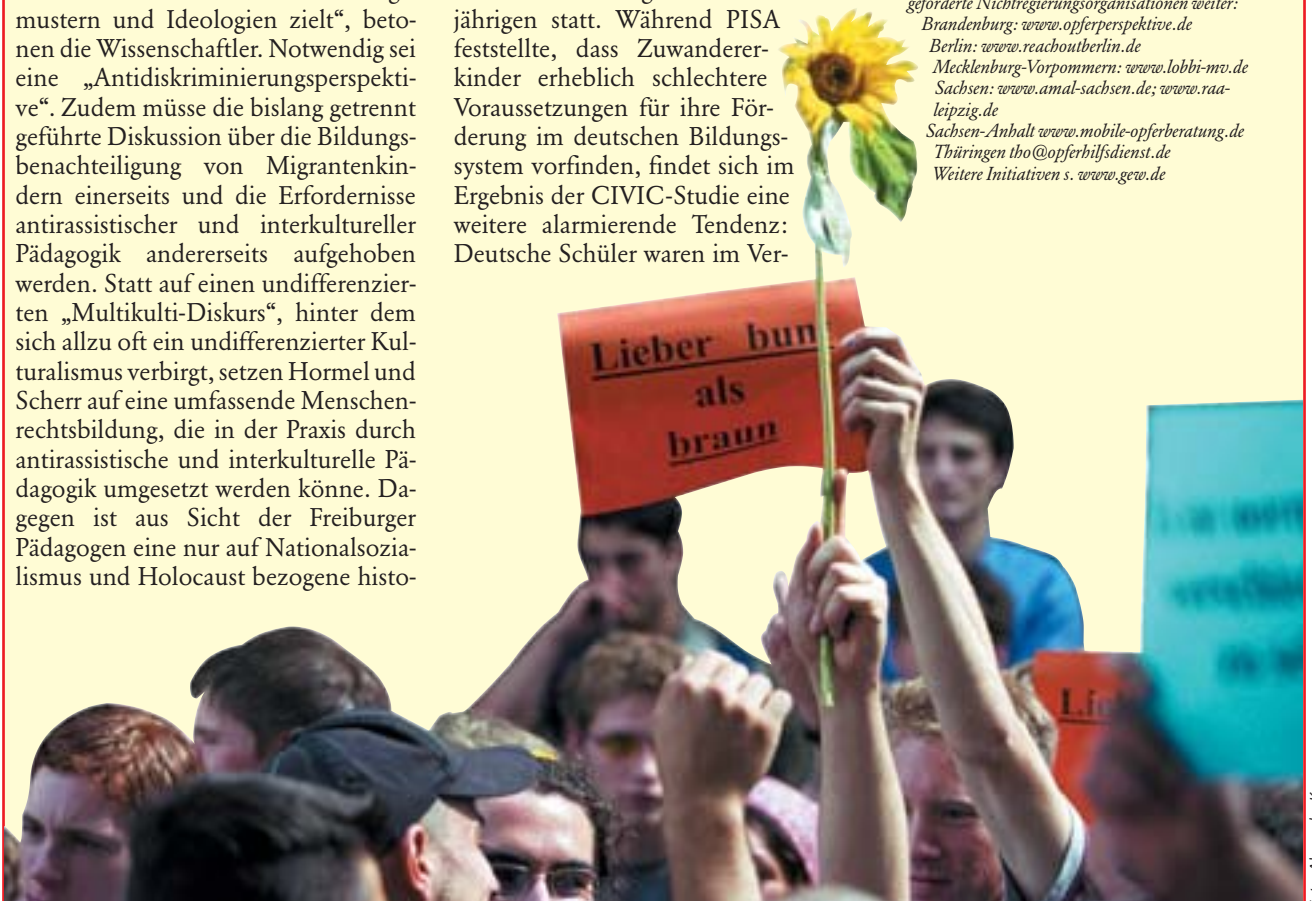 mustern und Ideologien zielt“, beto-
nen die Wissenschaftler. Notwendig sei
eine „Antidiskriminierungsperspekti-
ve“. Zudem müsse die bislang getrennt
geführte Diskussion über die Bildungs-
benachteiligung von Migrantenkin-
dern einerseits und die Erfordernisse
antirassistischer und interkultureller
Pädagogik andererseits aufgehoben
werden. Statt auf einen undifferenzier-
ten „Multikulti-Diskurs“, hinter dem
sich allzu oft ein undifferenzierter Kul-
turalismus verbirgt, setzen Hormel und
Scherr auf eine umfassende Menschen-
rechtsbildung, die in der Praxis durch
antirassistische und interkulturelle Pä-
dagogik umgesetzt werden könne. Da-
gegen ist aus Sicht der Freiburger
Pädagogen eine nur auf Nationalsozia-
lismus und Holocaust bezogene histo-
jährigen statt. Während PISA
feststellte, dass Zuwanderer-
kinder erheblich schlechtere
Voraussetzungen für ihre För-
derung im deutschen Bildungs-
system vorfinden, findet sich im
Ergebnis der CIVIC-Studie eine
weitere alarmierende Tendenz:
Deutsche Schüler waren im Ver-
geförderte Nichtregierungsorganisationen weiter:
Brandenburg: www.opferperspektive.de
Berlin: www.reachoutberlin.de
Mecklenburg-Vorpommern: www.lobbi-mv.de
Sachsen: www.amal-sachsen.de; www.raa-
leipzig.de
Sachsen-Anhalt www.mobile-opferberatung.de
Thüringen tho@opferhilfsdienst.de
Weitere Initiativen s. www.gew.de
Lieber bunt
als
braun
Lie